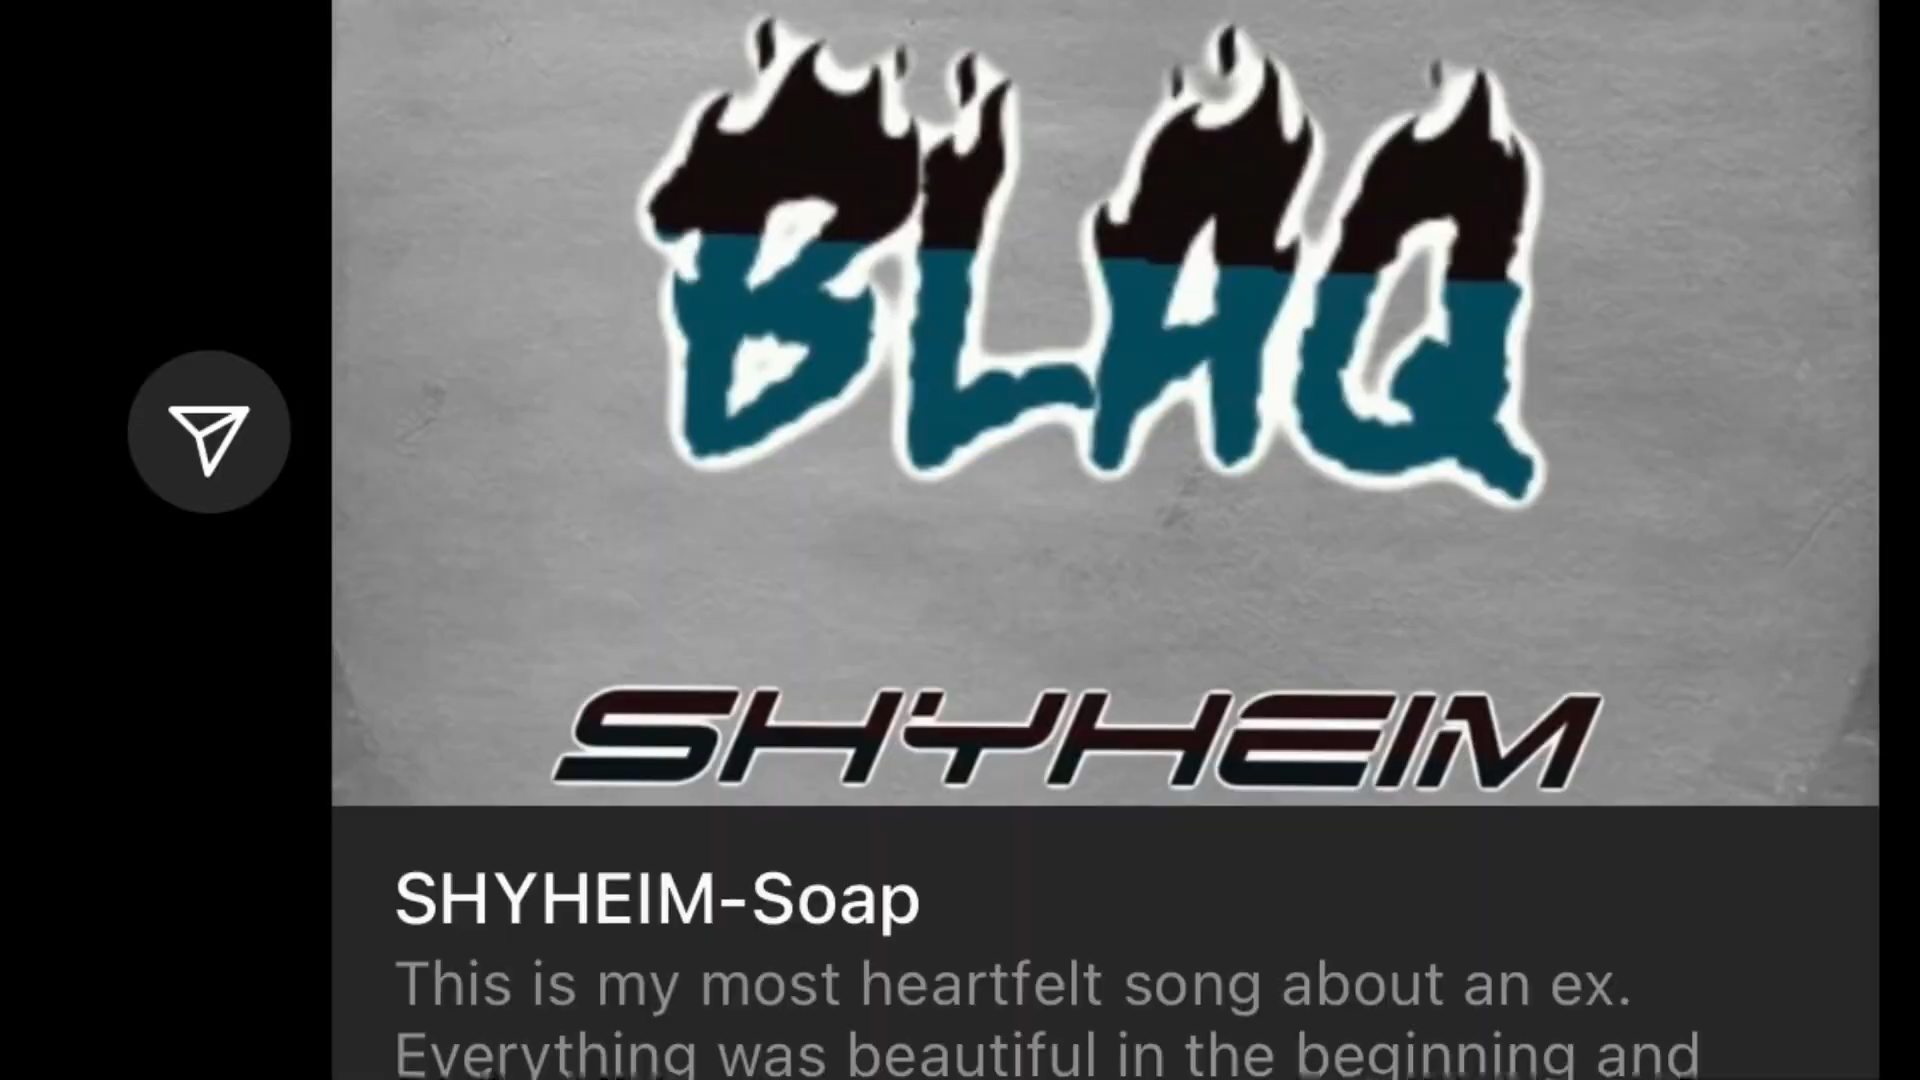 BLAQ
SHYHEIM
SHYHEIM-Soap
This is my most heartfelt song about an ex.
Everything was beautiful in the beginning and